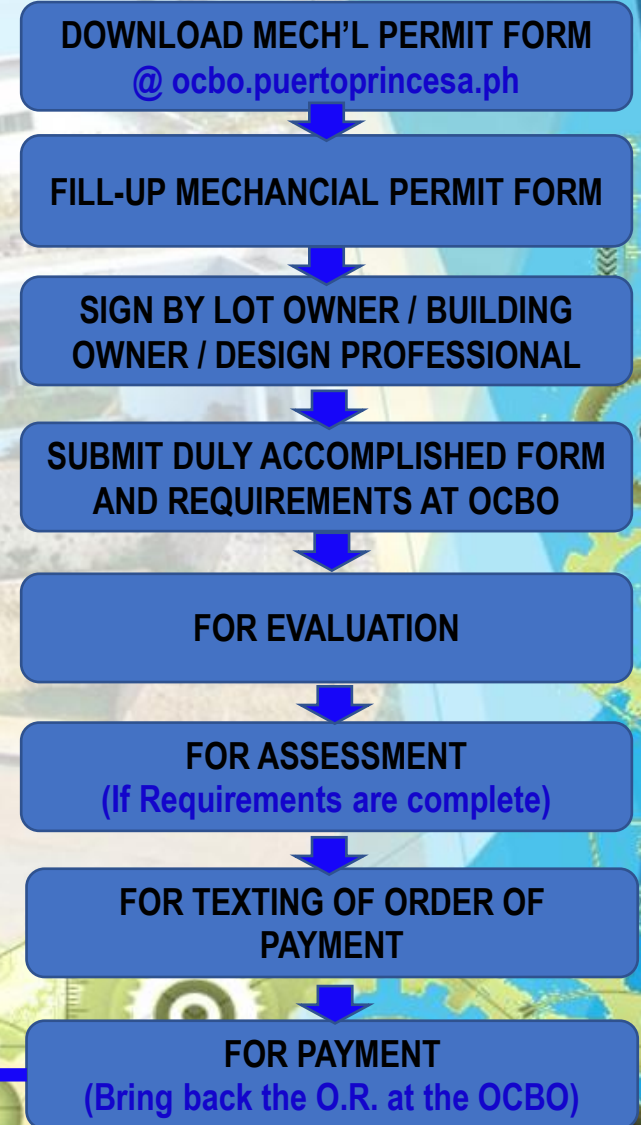 DOWNLOAD MECH'L PERMIT FORM
@ ocbo.puertoprincesa.ph
FILL-UP MECHANCIAL PERMIT FORM
SIGN BY LOT OWNER / BUILDING
OWNER / DESIGN PROFESSIONAL
SUBMIT DULY ACCOMPLISHED FORM
AND REQUIREMENTS AT OCBO
FOR EVALUATION
FOR ASSESSMENT
(If Requirements are complete)
FOR TEXTING OF ORDER OF
PAYMENT
FOR PAYMENT
(Bring back the O.R. at the OCBO)